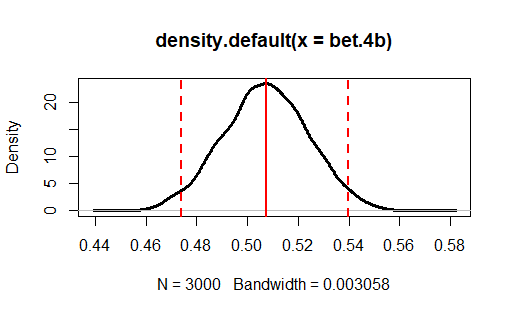 density.default(x = bet.4b)
Density
20
10
5
0
0.44 0.46 0.48 0.50 0.52 0.54 0.56 0.58
N = 3000 Bandwidth = 0.003058